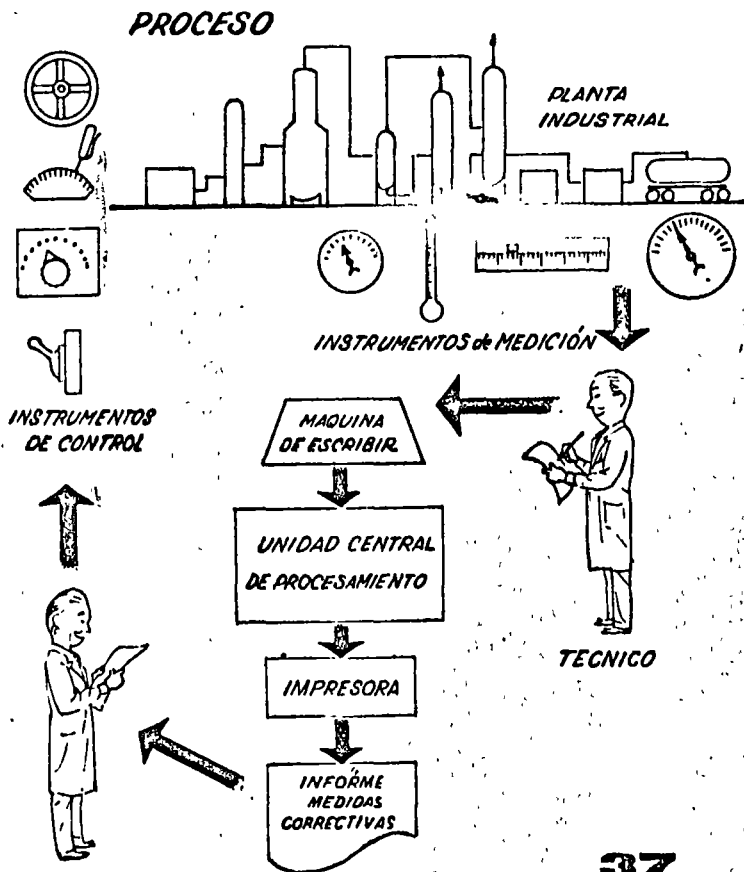 PROCESO
PLANTA
INDUSTRIAL
INSTRUMENTOS de MEDICIÓN
INSTRUMENTOS
DE CONTROL
MAQUINA
DE ESCRIBIR
UNIDAD CENTRAL
DE PROCESAMIENTO
TECNICO
IMPRESORA
INFÓRME
MEDIDAS
CORRECTIVAS
37